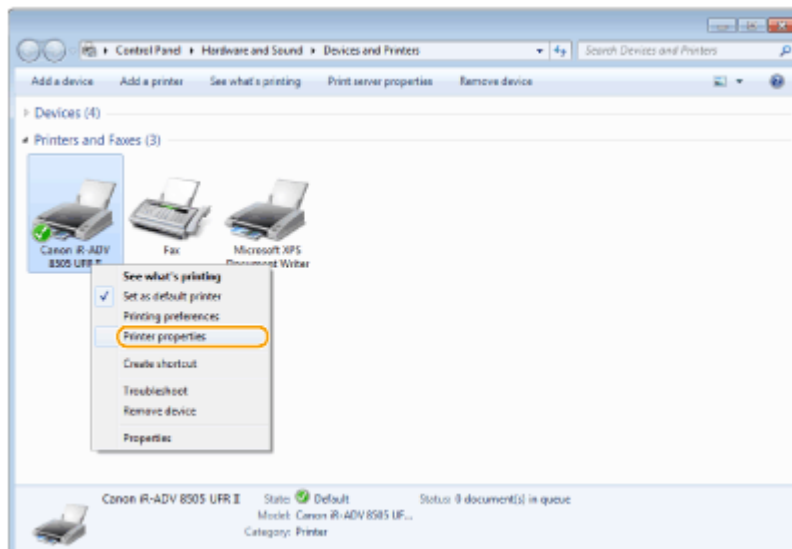 Control Panel ▸ Hardware and Sound ▸ Devices and Printers
Search Devices and Printers
Add a device Add a printer See what's printing Print server properties Remove device
Devices (4)
Printers and Faxes (3)
Canon iR-ADV
8505 UFR II
Fax
Microsoft XPS
Document Writer
See what's printing
Set as default printer
Printing preferences
Printer properties
Create shortcut
Troubleshoot
Remove device
Properties
Canon iR-ADV 8505 UFR II State: Default Status: 0 document(s) in queue
Model: Canon iR-ADV 8505 UF...
Category: Printer